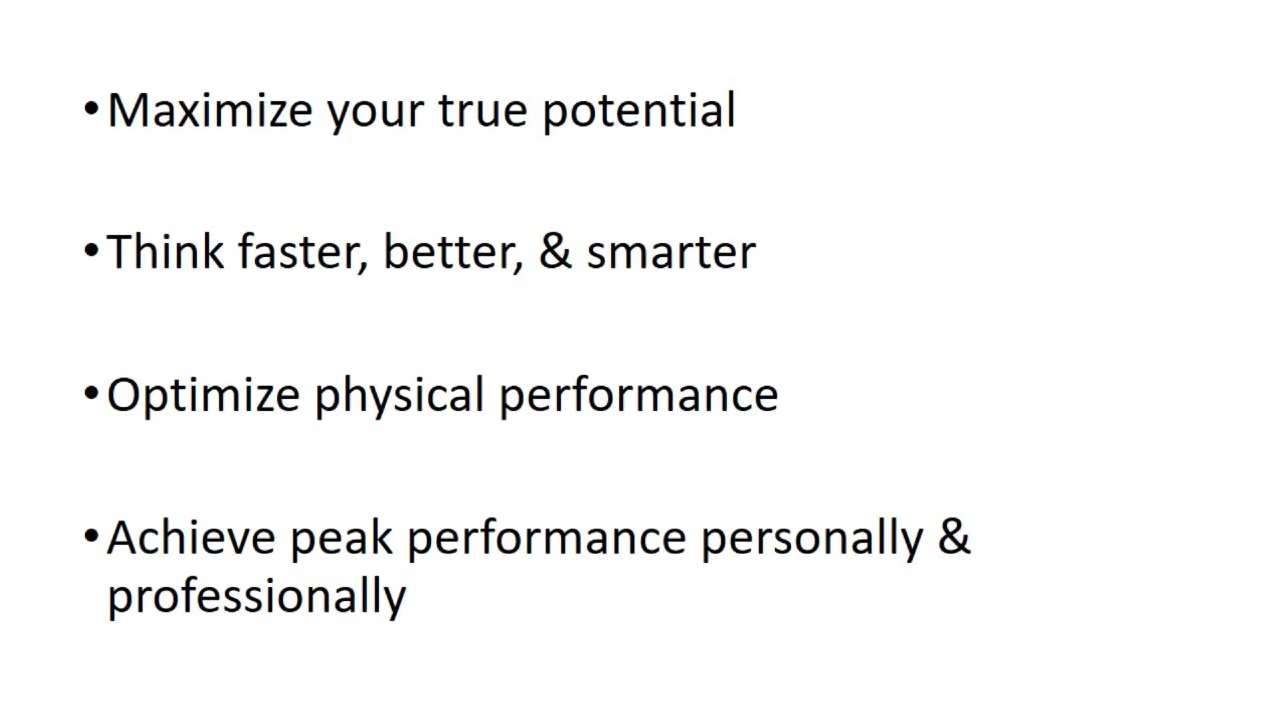 •Maximize your true potential
•Think faster, better, & smarter
•Optimize physical performance
•Achieve peak performance personally &
professionally